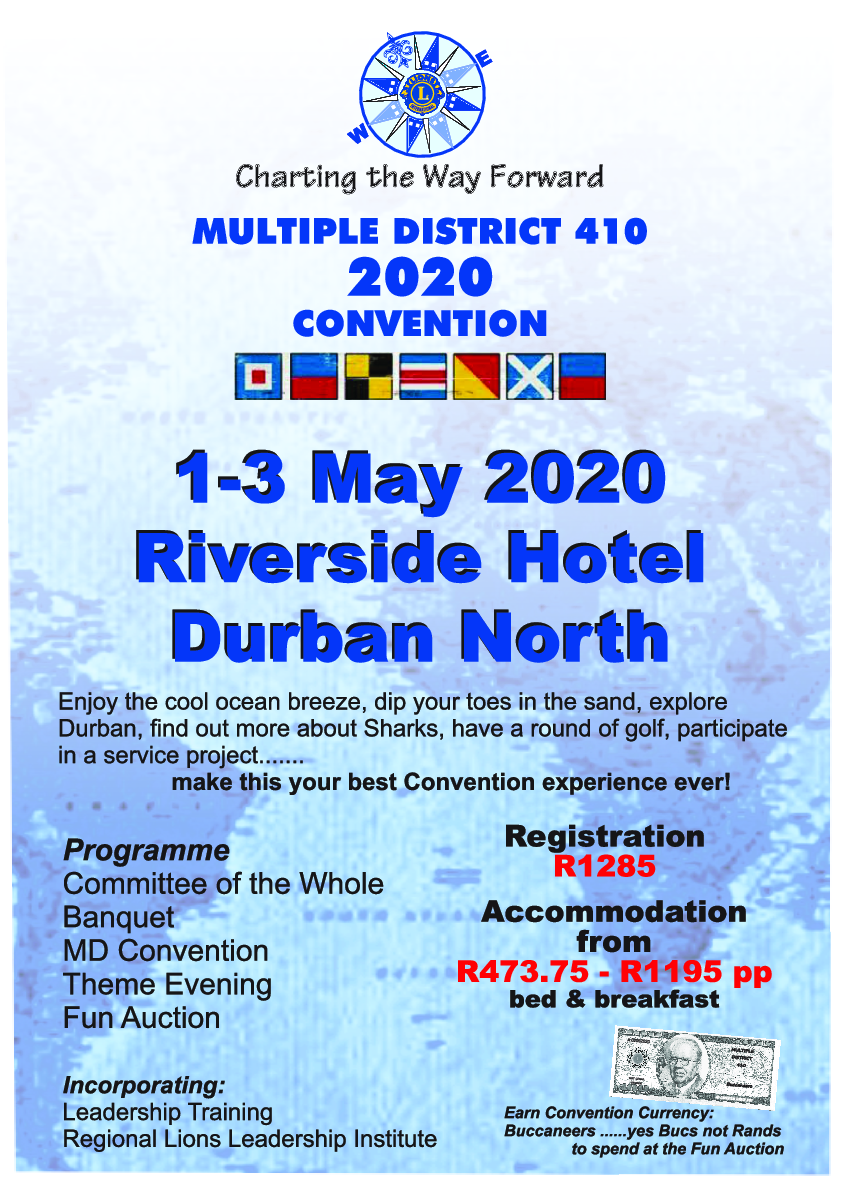 E
L
W
Charting the Way Forward
MULTIPLE DISTRICT 410
2020
CONVENTION
1-3 May 2020
Riverside Hotel
Durban North
Enjoy the cool ocean breeze, dip your toes in the sand, explore
Durban, find out more about Sharks, have a round of golf, participate
in a service project.......
make this your best Convention experience ever!
Programme
Committee of the Whole
Banquet
MD Convention
Theme Evening
Fun Auction
Incorporating:
Leadership Training
Regional Lions Leadership Institute
Registration
R1285
Accommodation
from
R473.75 - R1195 pp
bed & breakfast
MULTIPLE
DISTRICT
410
Earn Convention Currency:
Buccaneers ......yes Bucs not Rands
to spend at the Fun Auction